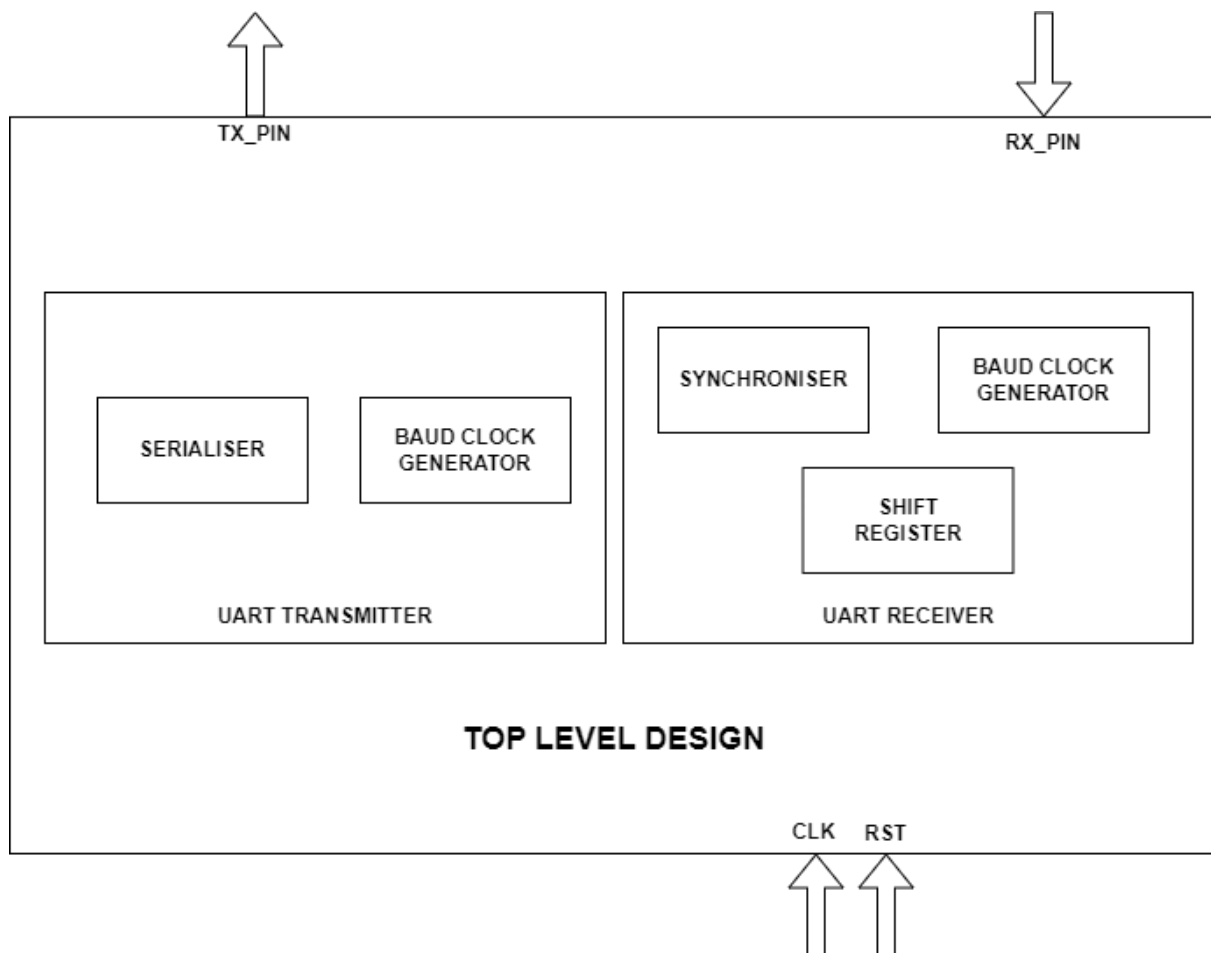 TX_PIN
RX_PIN
SERIALISER
BAUD CLOCK
GENERATOR
UART TRANSMITTER
SYNCHRONISER
BAUD CLOCK
GENERATOR
SHIFT
REGISTER
UART RECEIVER
TOP LEVEL DESIGN
CLK
RST